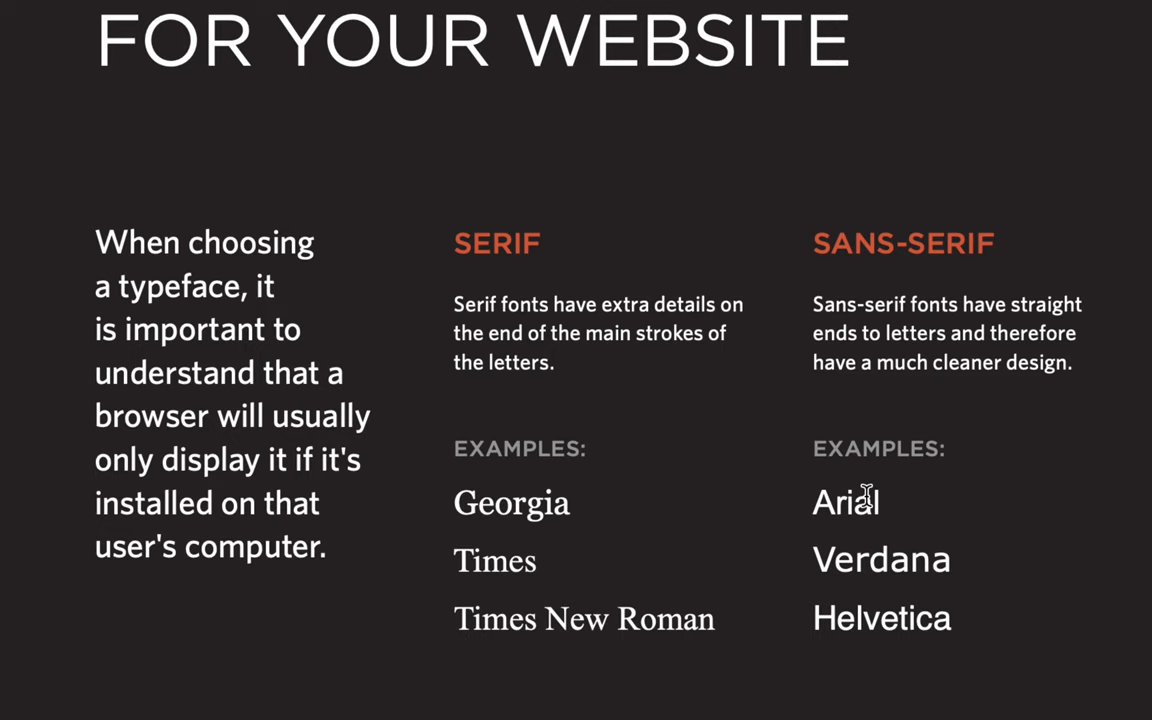 FOR YOUR WEBSITE
When choosing
a typeface, it
is important to
understand that a
browser will usually
only display it if it's
installed on that
user's computer.
SERIF
Serif fonts have extra details on
the end of the main strokes of
the letters.
EXAMPLES:
Georgia
Times
Times New Roman
SANS-SERIF
Sans-serif fonts have straight
ends to letters and therefore
have a much cleaner design.
EXAMPLES:
Arial
Verdana
Helvetica